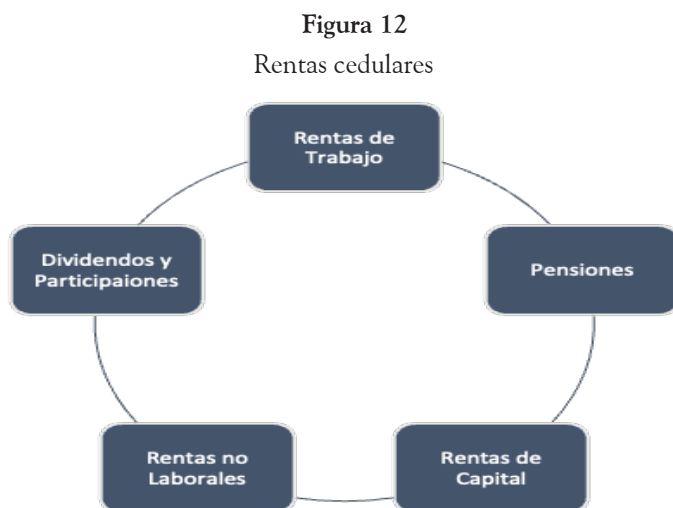 Figura 12
Rentas cedulares
Rentas de
Trabajo
Dividendos y
Participaiones
Pensiones
Rentas no
Laborales
Rentas de
Capital